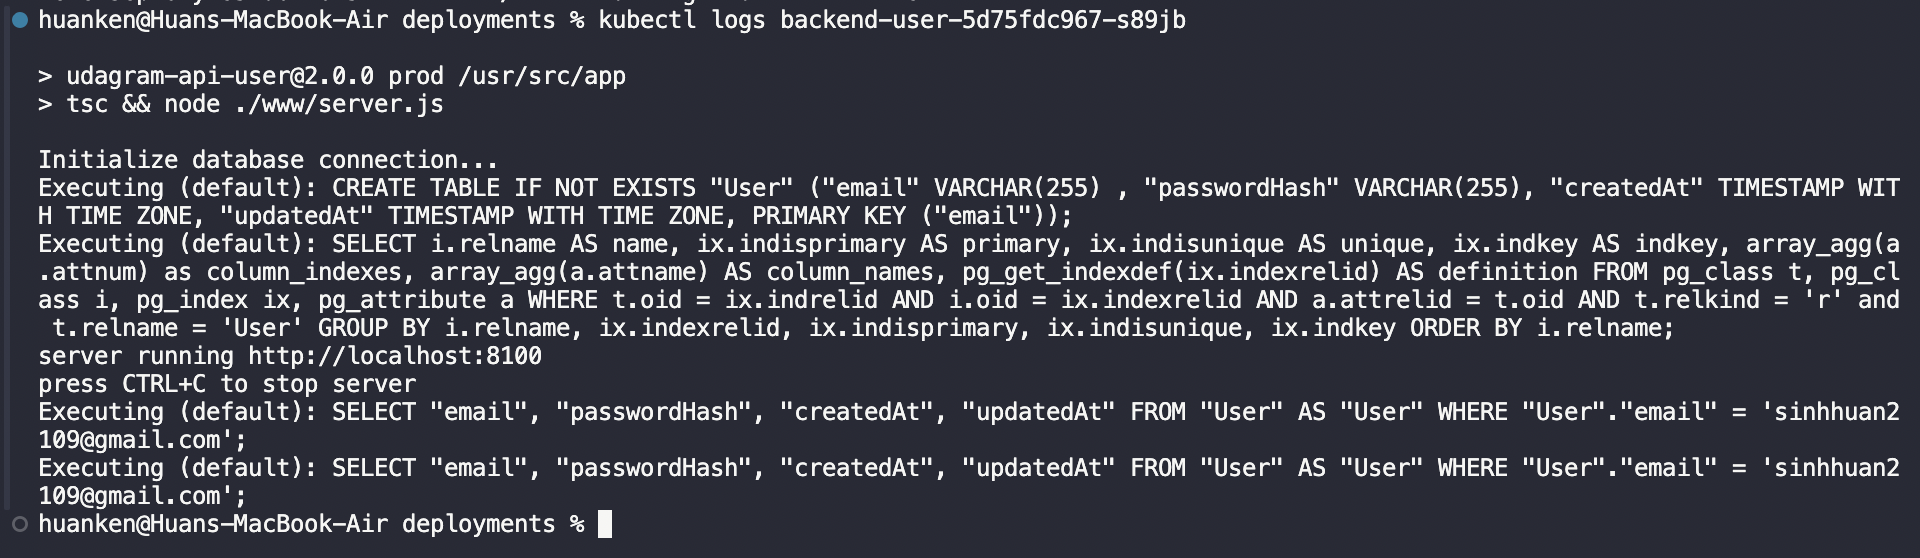 huanken@Huans-MacBook-Air deployments % kubectl logs backend-user-5d75fdc967-s89jb
> udagram-api-user@2.0.0 prod /usr/src/app
> tsc && node ./www/server.js
Initialize database connection...
Executing (default): CREATE TABLE IF NOT EXISTS "User" ("email" VARCHAR(255) , "passwordHash" VARCHAR(255), "createdAt" TIMESTAMP WIT
H TIME ZONE, "updatedAt" TIMESTAMP WITH TIME ZONE, PRIMARY KEY ("email"));
Executing (default): SELECT i.relname AS name, ix.indisprimary AS primary, ix.indisunique AS unique, ix.indkey AS indkey, array_agg(a
.attnum) as column_indexes, array_agg(a.attname) AS column_names, pg_get_indexdef(ix.indexrelid) AS definition FROM pg_class t, pg_cl
ass i, pg_index ix, pg_attribute a WHERE t.oid = ix.indrelid AND i.oid = ix.indexrelid AND a.attrelid = t.oid AND t.relkind = 'r' and
 t.relname = 'User' GROUP BY i.relname, ix.indexrelid, ix.indisprimary, ix.indisunique, ix.indkey ORDER BY i.relname;
server running http://localhost:8100
press CTRL+C to stop server
Executing (default): SELECT "email", "passwordHash", "createdAt", "updatedAt" FROM "User" AS "User" WHERE "User"."email" = 'sinhhuan2
109@gmail.com';
Executing (default): SELECT "email", "passwordHash", "createdAt", "updatedAt" FROM "User" AS "User" WHERE "User"."email" = 'sinhhuan2
109@gmail.com';
huanken@Huans-MacBook-Air deployments %